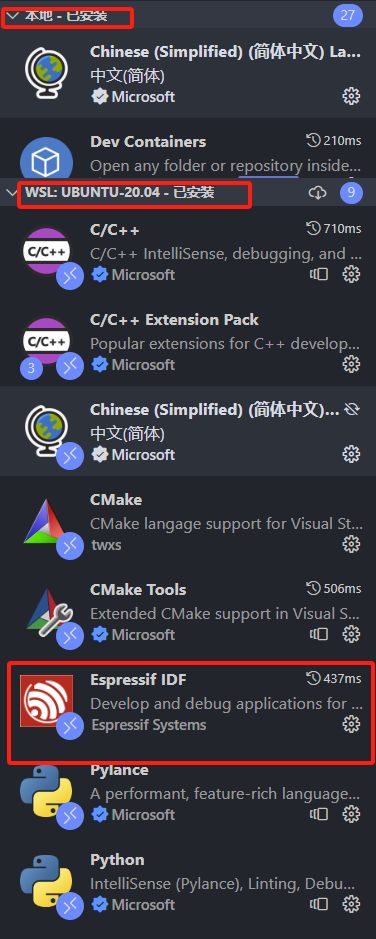 本地 - 已安装
27
Chinese (Simplified) (简体中文) La...
中文(简体)
Microsoft
Dev Containers
210ms
Open any folder or repository inside...
WSL: UBUNTU-20.04 - 已安装
9
C/C++
710ms
C/C++
C/C++ IntelliSense, debugging, and ...
Microsoft
C/C++ Extension Pack
C/C++
Popular extensions for C++ develop...
3
Microsoft
Chinese (Simplified) (简体中文)...
中文(简体)
Microsoft
CMake
CMake langage support for Visual St...
twxs
CMake Tools
506ms
Extended CMake support in Visual S...
Microsoft
Espressif IDF
437ms
Develop and debug applications for ...
Espressif Systems
Pylance
A performant, feature-rich language...
Microsoft
Python
IntelliSense (Pylance), Linting, Debu...
Microsoft